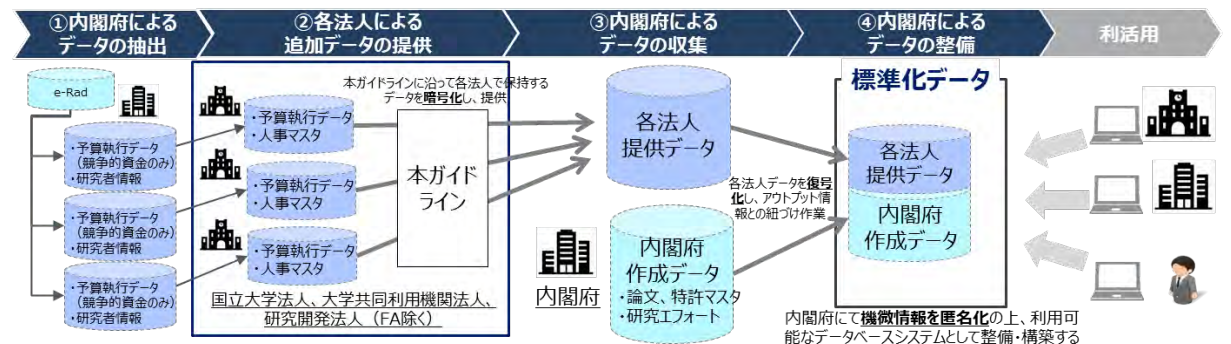 ①内閣府による
データの抽出
②各法人による
追加データの提供
③内閣府による
データの収集
④内閣府による
データの整備
利活用
e-Rad
・予算執行データ
（競争的資金のみ）
・研究者情報
・予算執行データ
（競争的資金のみ）
・研究者情報
・予算執行データ
（競争的資金のみ）
・研究者情報
本ガイドラインに沿って各法人で保持する
データを暗号化し、提供
・予算執行データ
・人事マスタ
・予算執行データ
・人事マスタ
・予算執行データ
・人事マスタ
本ガイド
ライン
国立大学法人、大学共同利用機関法人、
研究開発法人（FA除く）
各法人
提供データ
内閣府
内閣府
作成データ
・論文、特許マスタ
・研究エフォート
各法人データを復号
化し、アウトプット情
報との紐づけ作業
標準化データ
各法人
提供データ
内閣府
作成データ
内閣府にて機微情報を匿名化の上、利用可
能なデータベースシステムとして整備・構築する